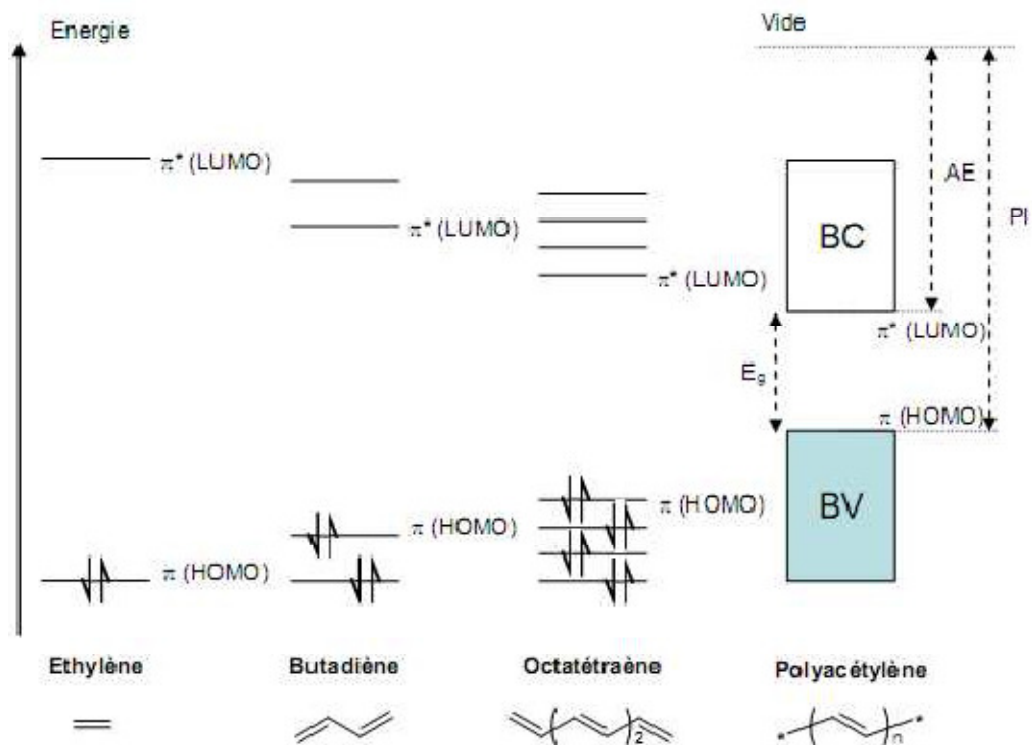 Energie
Vide
π* (LUMO)
π* (LUMO)
π* (LUMO)
BC
AE
PI
π* (LUMO)
Eg
π (HOMO)
BV
π (HOMO)
π (HOMO)
π (HOMO)
Ethylène
Butadiène
Octatétraène
Polyacétylène
2
* n *